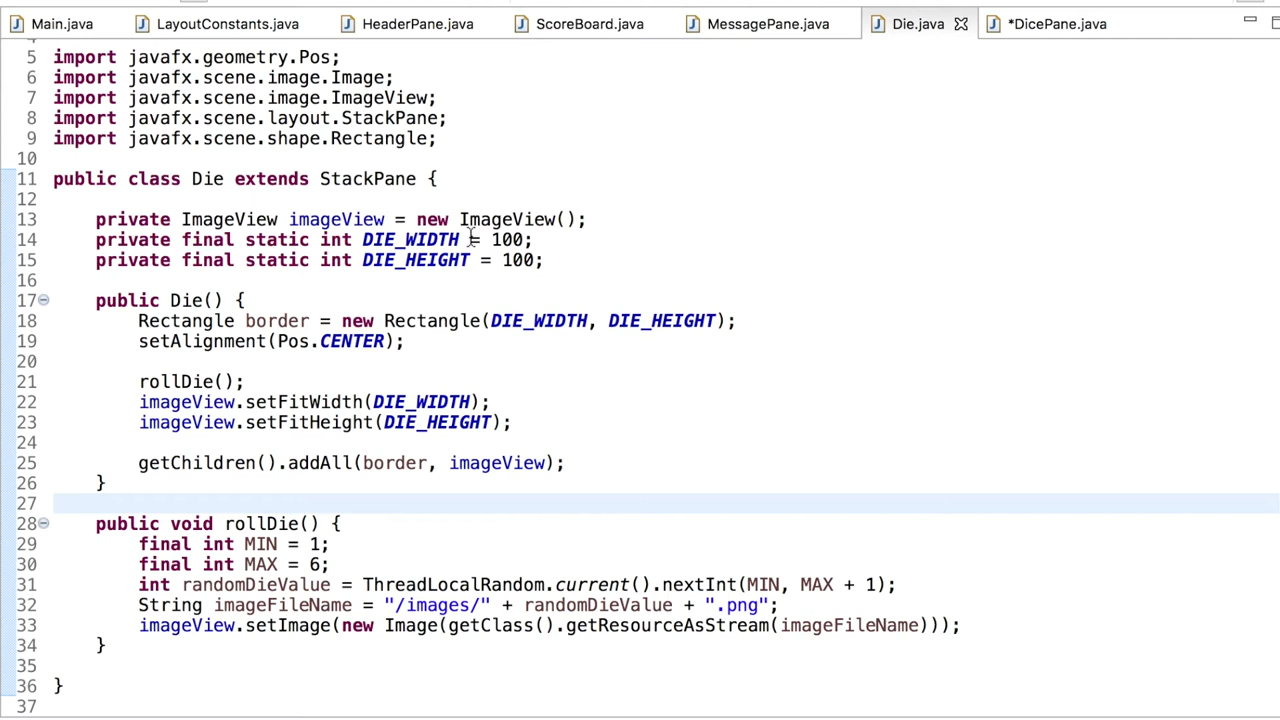 Main.java LayoutConstants.java HeaderPane.java ScoreBoard.java MessagePane.java Die.java *DicePane.java
5 import javafx.geometry.Pos;
6 import javafx.scene.image.Image;
7 import javafx.scene.image.ImageView;
8 import javafx.scene.layout.StackPane;
9 import javafx.scene.shape.Rectangle;
10
11 public class Die extends StackPane {
12
13 private ImageView imageView = new ImageView();
14 private final static int DIE_WIDTH = 100;
15 private final static int DIE_HEIGHT = 100;
16
17 public Die() {
18 Rectangle border = new Rectangle(DIE_WIDTH, DIE_HEIGHT);
19 setAlignment(Pos.CENTER);
20
21 rollDie();
22 imageView.setFitWidth(DIE_WIDTH);
23 imageView.setFitHeight(DIE_HEIGHT);
24
25 getChildren().addAll(border, imageView);
26 }
27
28 public void rollDie() {
29 final int MIN = 1;
30 final int MAX = 6;
31 int randomDieValue = ThreadLocalRandom.current().nextInt(MIN, MAX + 1);
32 String imageFileName = "/images/" + randomDieValue + ".png";
33 imageView.setImage(new Image(getClass().getResourceAsStream(imageFileName)));
34 }
35
36 }
37